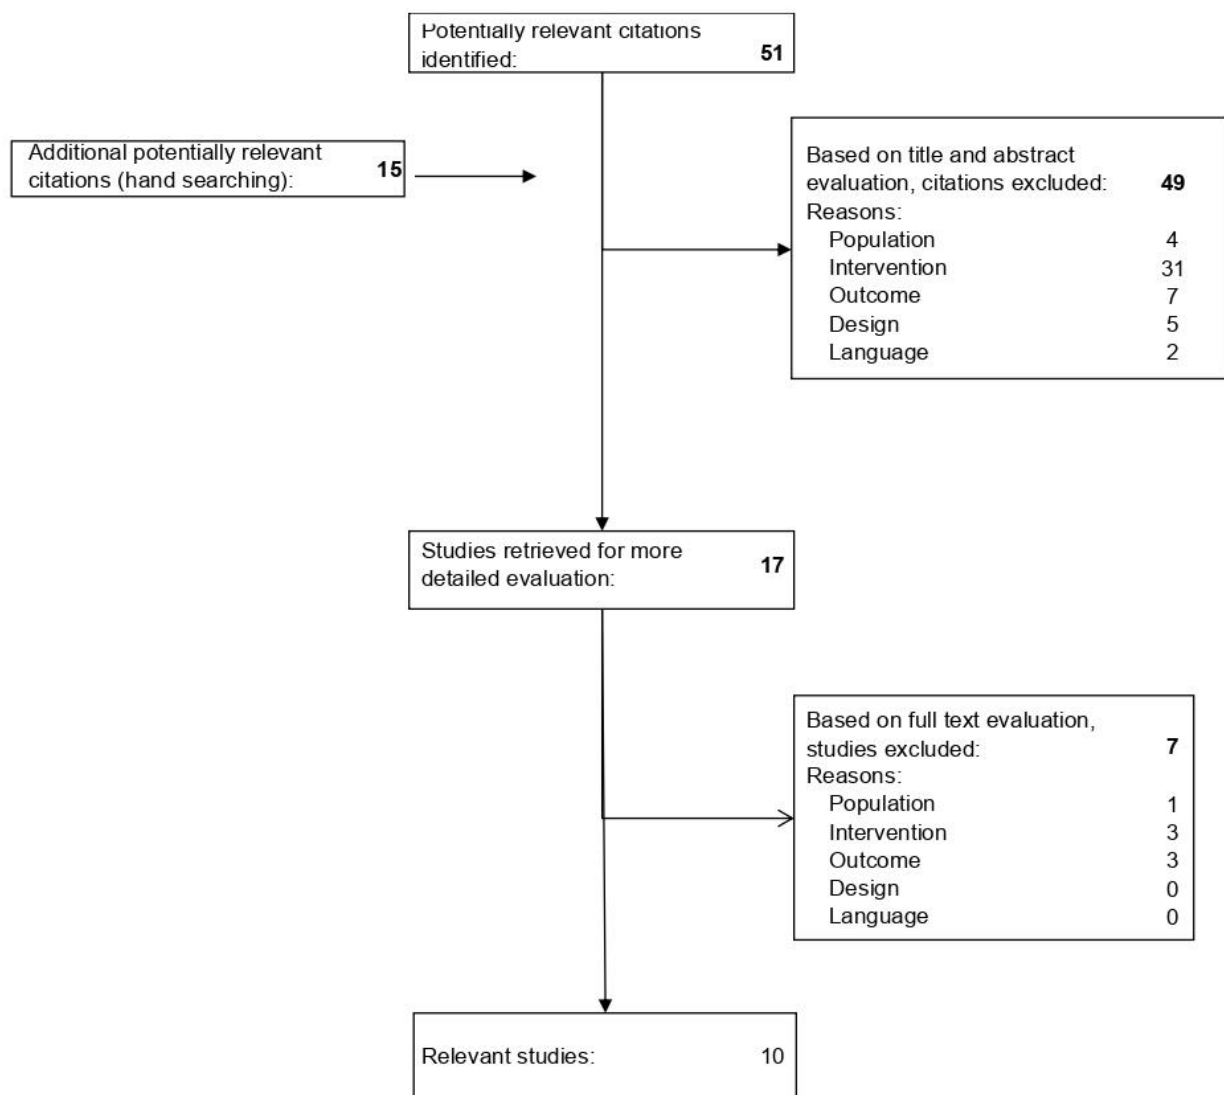 Potentially relevant citations
identified: 51
Additional potentially relevant
citations (hand searching): 15
Based on title and abstract
evaluation, citations excluded: 49
Reasons:
Population 4
Intervention 31
Outcome 7
Design 5
Language 2
Studies retrieved for more
detailed evaluation: 17
Based on full text evaluation,
studies excluded: 7
Reasons:
Population 1
Intervention 3
Outcome 3
Design 0
Language 0
Relevant studies: 10